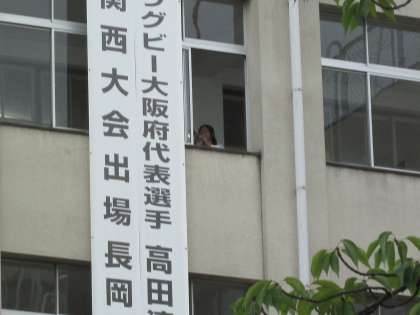 グビー大阪府代表選手 高田
関西大会出場 長岡